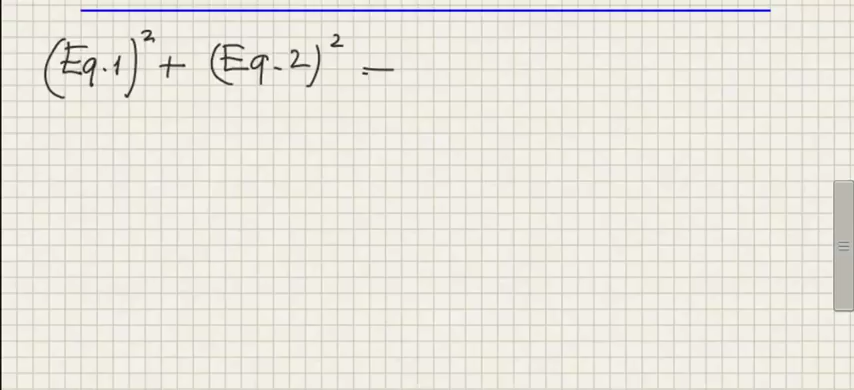 (Eq.1)² + (Eq-2)² =